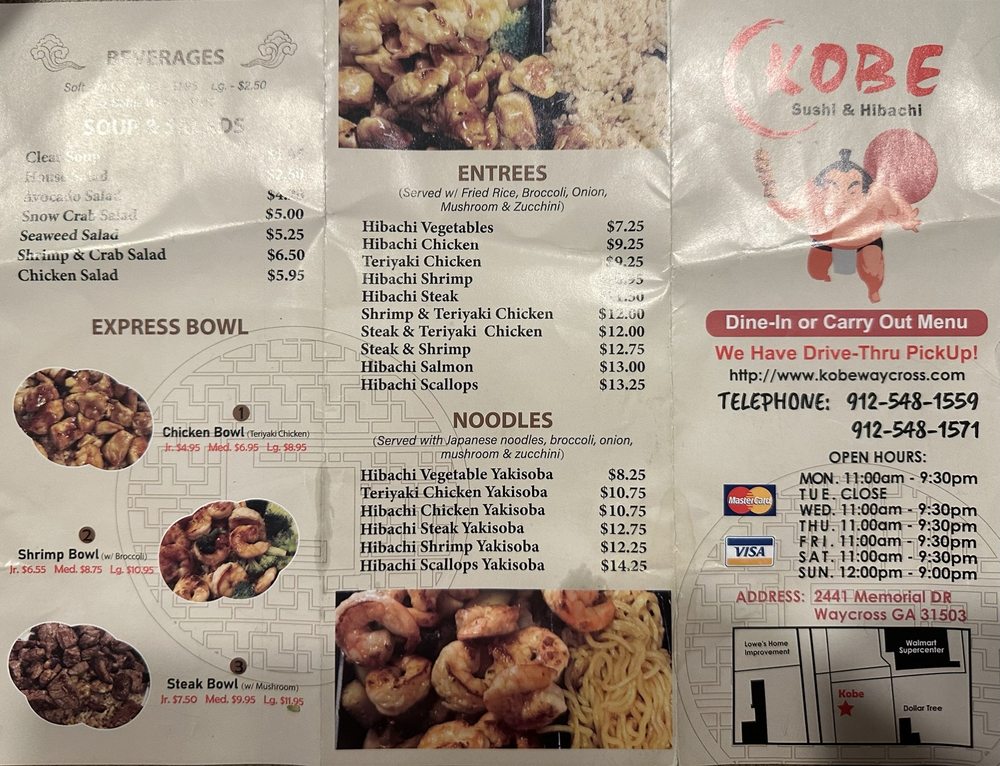 BEVERAGES
Soft Lg. - $2.50
SOUP & SALADS
Clear Soup
House Salad $2.50
Avocado Salad
Snow Crab Salad $5.00
Seaweed Salad $5.25
Shrimp & Crab Salad $6.50
Chicken Salad $5.95
EXPRESS BOWL
1
Chicken Bowl (Teriyaki Chicken)
Jr. $4.95 Med. $6.95 Lg. $8.95
2
Shrimp Bowl (w/ Broccoli)
Jr. $6.55 Med. $8.75 Lg. $10.95
3
Steak Bowl (w/ Mushroom)
Jr. $7.50 Med. $9.95 Lg. $11.95
ENTREES
(Served w/ Fried Rice, Broccoli, Onion,
Mushroom & Zucchini)
Hibachi Vegetables $7.25
Hibachi Chicken $9.25
Teriyaki Chicken $9.25
Hibachi Shrimp
Hibachi Steak
Shrimp & Teriyaki Chicken $12.00
Steak & Teriyaki Chicken $12.00
Steak & Shrimp $12.75
Hibachi Salmon $13.00
Hibachi Scallops $13.25
NOODLES
(Served with Japanese noodles, broccoli, onion,
mushroom & zucchini)
Hibachi Vegetable Yakisoba $8.25
Teriyaki Chicken Yakisoba $10.75
Hibachi Chicken Yakisoba $10.75
Hibachi Steak Yakisoba $12.75
Hibachi Shrimp Yakisoba $12.25
Hibachi Scallops Yakisoba $14.25
KOBE
Sushi & Hibachi
Dine-In or Carry Out Menu
We Have Drive-Thru PickUp!
http://www.kobewaycross.com
TELEPHONE: 912-548-1559
912-548-1571
OPEN HOURS:
MON. 11:00am - 9:30pm
TUE. CLOSE
WED. 11:00am - 9:30pm
THU. 11:00am - 9:30pm
FRI. 11:00am - 9:30pm
SAT. 11:00am - 9:30pm
SUN. 12:00pm - 9:00pm
MasterCard
VISA
ADDRESS: 2441 Memorial DR
Waycross GA 31503
Lowe's Home
Improvement
Walmart
Supercenter
Kobe
Dollar Tree